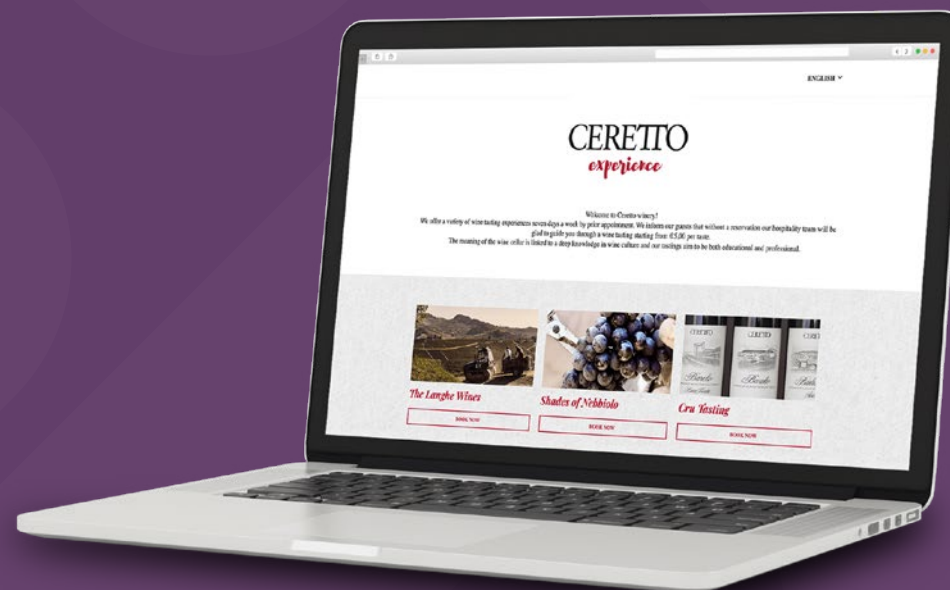 ENGLISH
CERETTO
experience
Welcome to Ceretto winery!
We offer a variety of wine tasting experiences seven days a week by prior appointment. We inform our guests that without a reservation our hospitality team will be
glad to guide you through a wine tasting starting from €5,00 per taste.
The meaning of the wine cellar is linked to a deep knowledge in wine culture and our tastings aim to be both educational and professional.
CERETTO CERETTO
Barolo Barolo
The Langhe Wines Shades of Nebbiolo Cru Tasting
BOOK NOW BOOK NOW BOOK NOW